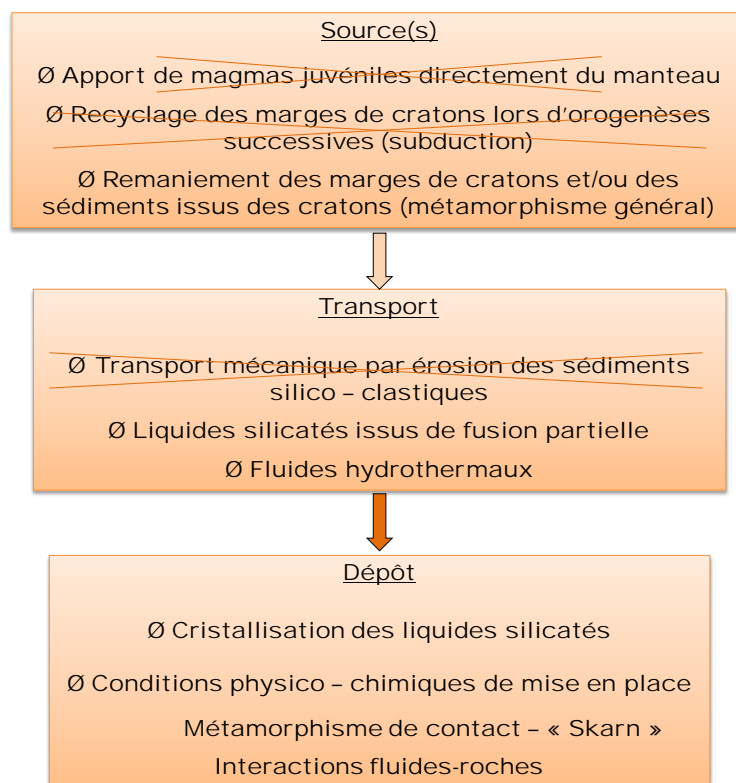 Source(s)
Ø Apport de magmas juvéniles directement du manteau
Ø Recyclage des marges de cratons lors d'orogenèses
successives (subduction)
Ø Remaniement des marges de cratons et/ou des
sédiments issus des cratons (métamorphisme général)
Transport
Ø Transport mécanique par érosion des sédiments
silico – clastiques
Ø Liquides silicatés issus de fusion partielle
Ø Fluides hydrothermaux
Dépôt
Ø Cristallisation des liquides silicatés
Ø Conditions physico – chimiques de mise en place
Métamorphisme de contact – « Skarn »
Interactions fluides-roches